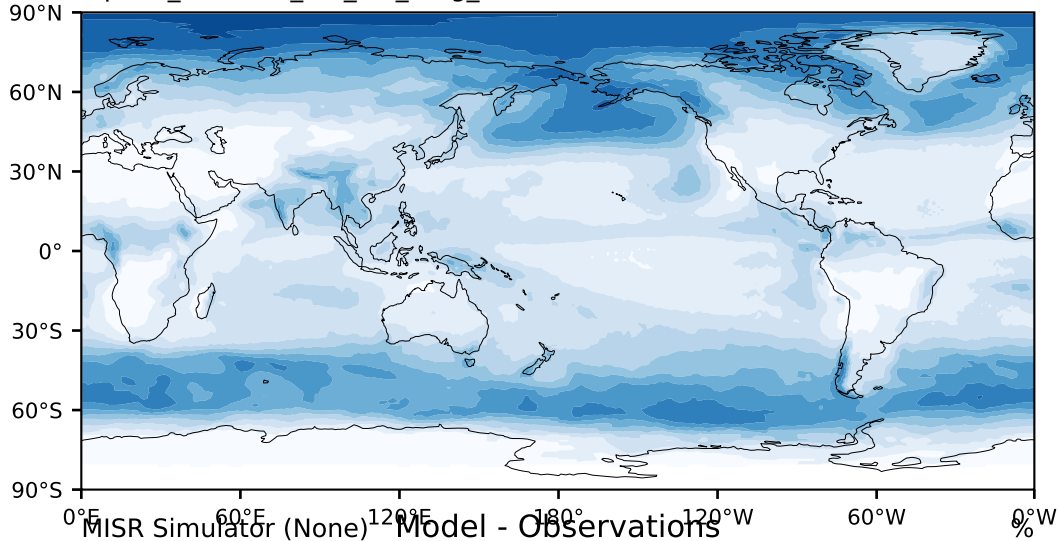 90°N
60°N
30°N
0°
30°S
60°S
90°S
0°E 60°E 120°E 180° 120°W 60°W 0°W
MISR Simulator (None) Model - Observations %